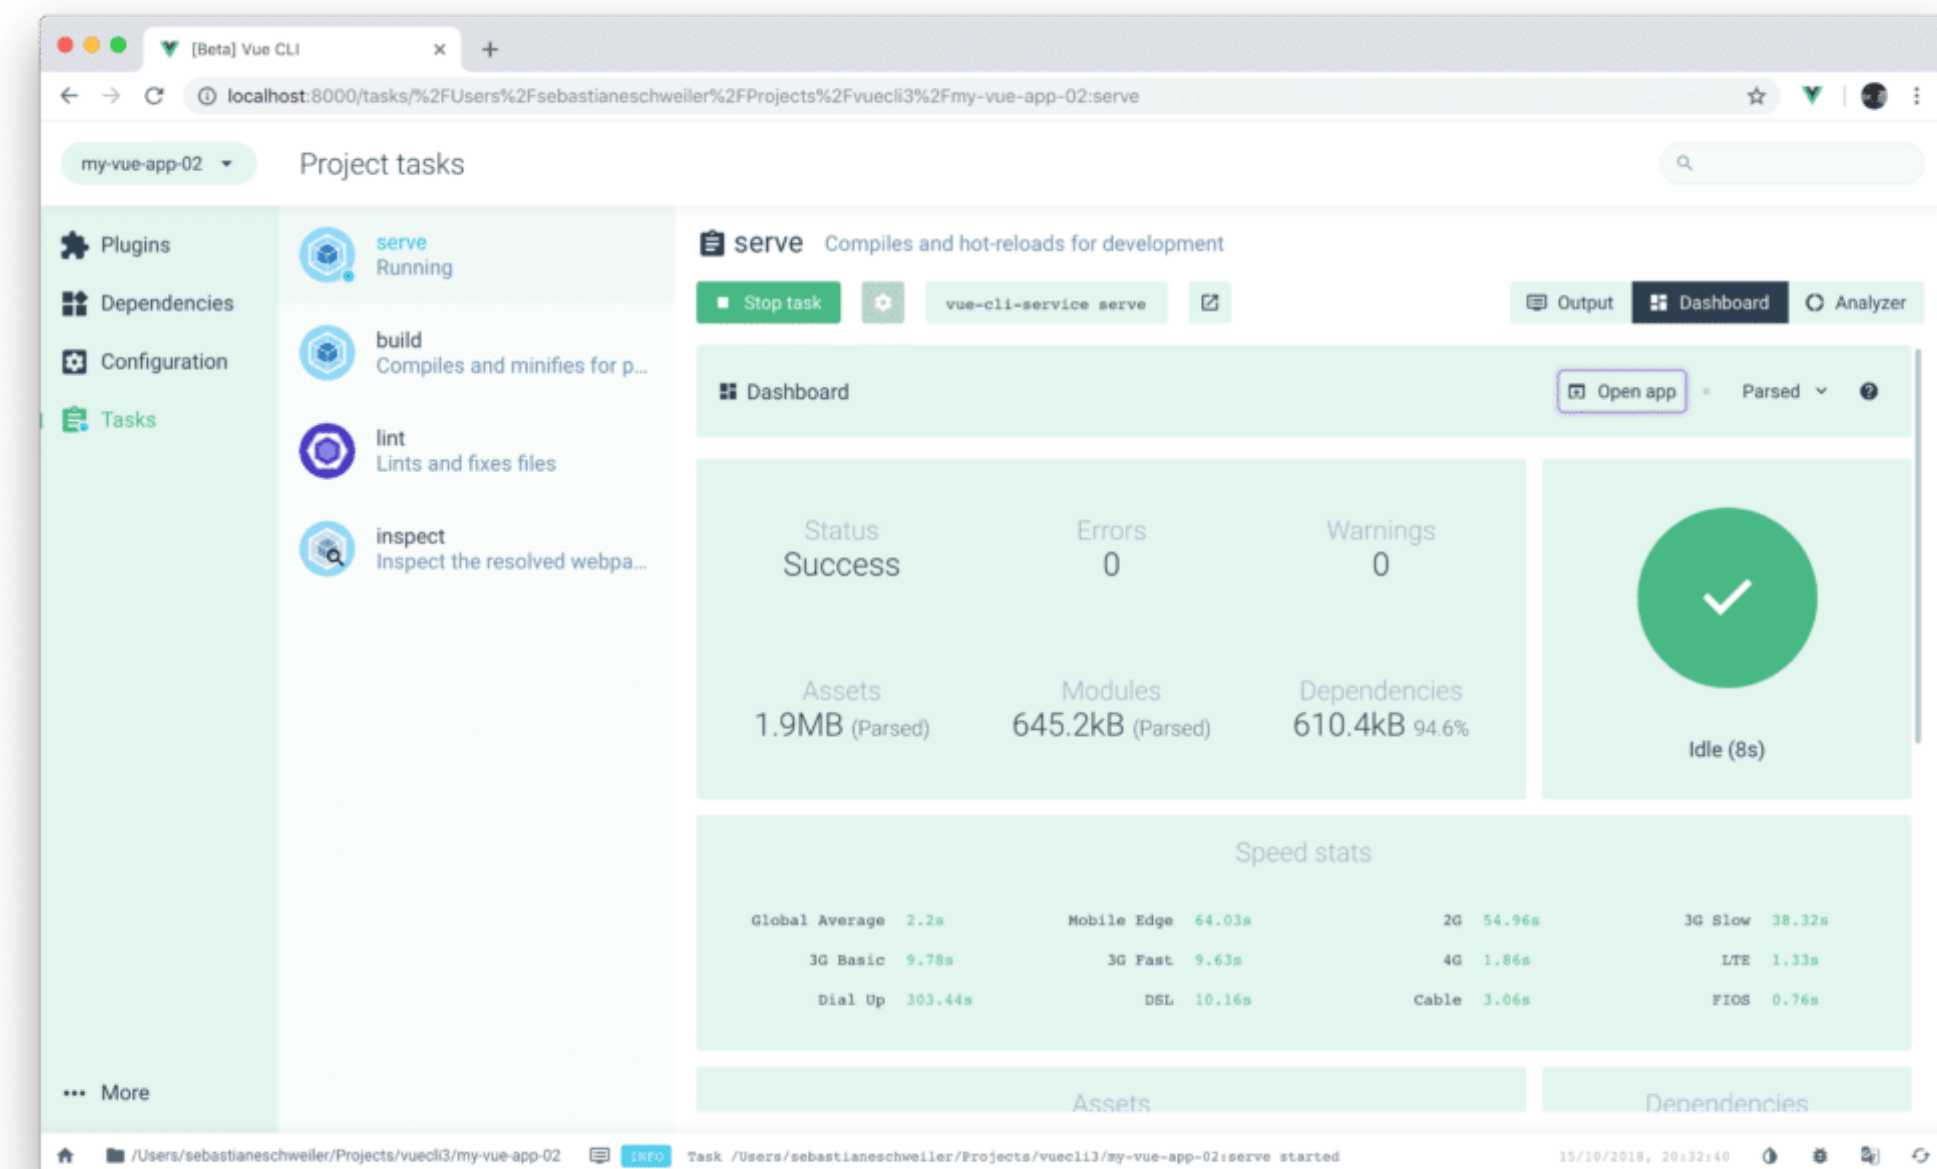 [Beta] Vue CLI
localhost:8000/tasks/%2FUsers%2Fsebastianeschweiler%2FProjects%2Fvuecli3%2Fmy-vue-app-02:serve
my-vue-app-02
Project tasks
Plugins
Dependencies
Configuration
Tasks
More
serve
Running
build
Compiles and minifies for p...
lint
Lints and fixes files
inspect
Inspect the resolved webpa...
serve Compiles and hot-reloads for development
Stop task
vue-cli-service serve
Output Dashboard Analyzer
Dashboard
Open app
Parsed
Status Errors Warnings
Success 0 0
Assets Modules Dependencies
1.9MB (Parsed) 645.2kB (Parsed) 610.4kB 94.6%
Idle (8s)
Speed stats
Global Average 2.2s Mobile Edge 64.03s 2G 54.96s 3G Slow 38.32s
3G Basic 9.78s 3G Fast 9.63s 4G 1.86s LTE 1.33s
Dial Up 303.44s DSL 10.16s Cable 3.06s FIOS 0.76s
Assets Dependencies
/Users/sebastianeschweiler/Projects/vuecli3/my-vue-app-02 INFO Task /Users/sebastianeschweiler/Projects/vuecli3/my-vue-app-02:serve started 15/10/2018, 20:32:40